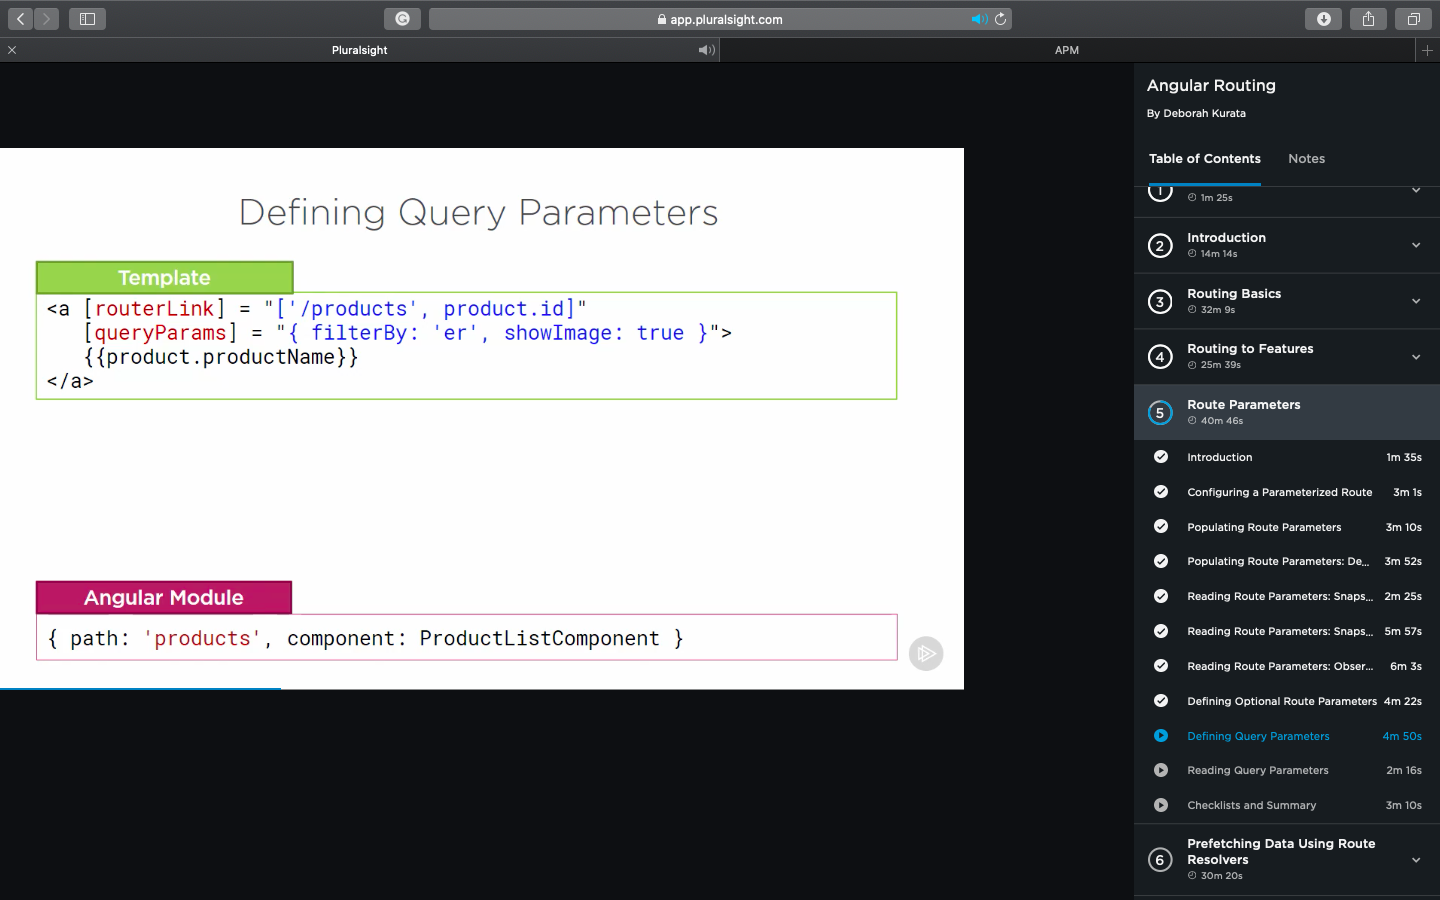 app.pluralsight.com
Pluralsight
APM
Angular Routing
By Deborah Kurata
Table of Contents
Notes
1
1m 25s
2
Introduction
14m 14s
3
Routing Basics
32m 9s
4
Routing to Features
25m 39s
5
Route Parameters
40m 46s
Introduction 1m 35s
Configuring a Parameterized Route 3m 1s
Populating Route Parameters 3m 10s
Populating Route Parameters: De... 3m 52s
Reading Route Parameters: Snaps... 2m 25s
Reading Route Parameters: Snaps... 5m 57s
Reading Route Parameters: Obser... 6m 3s
Defining Optional Route Parameters 4m 22s
Defining Query Parameters 4m 50s
Reading Query Parameters 2m 16s
Checklists and Summary 3m 10s
6
Prefetching Data Using Route
Resolvers
30m 20s
Defining Query Parameters
Template
<a [routerLink] = "['/products', product.id]"
[queryParams] = "{ filterBy: 'er', showImage: true }">
{{product.productName}}
</a>
Angular Module
{ path: 'products', component: ProductListComponent }